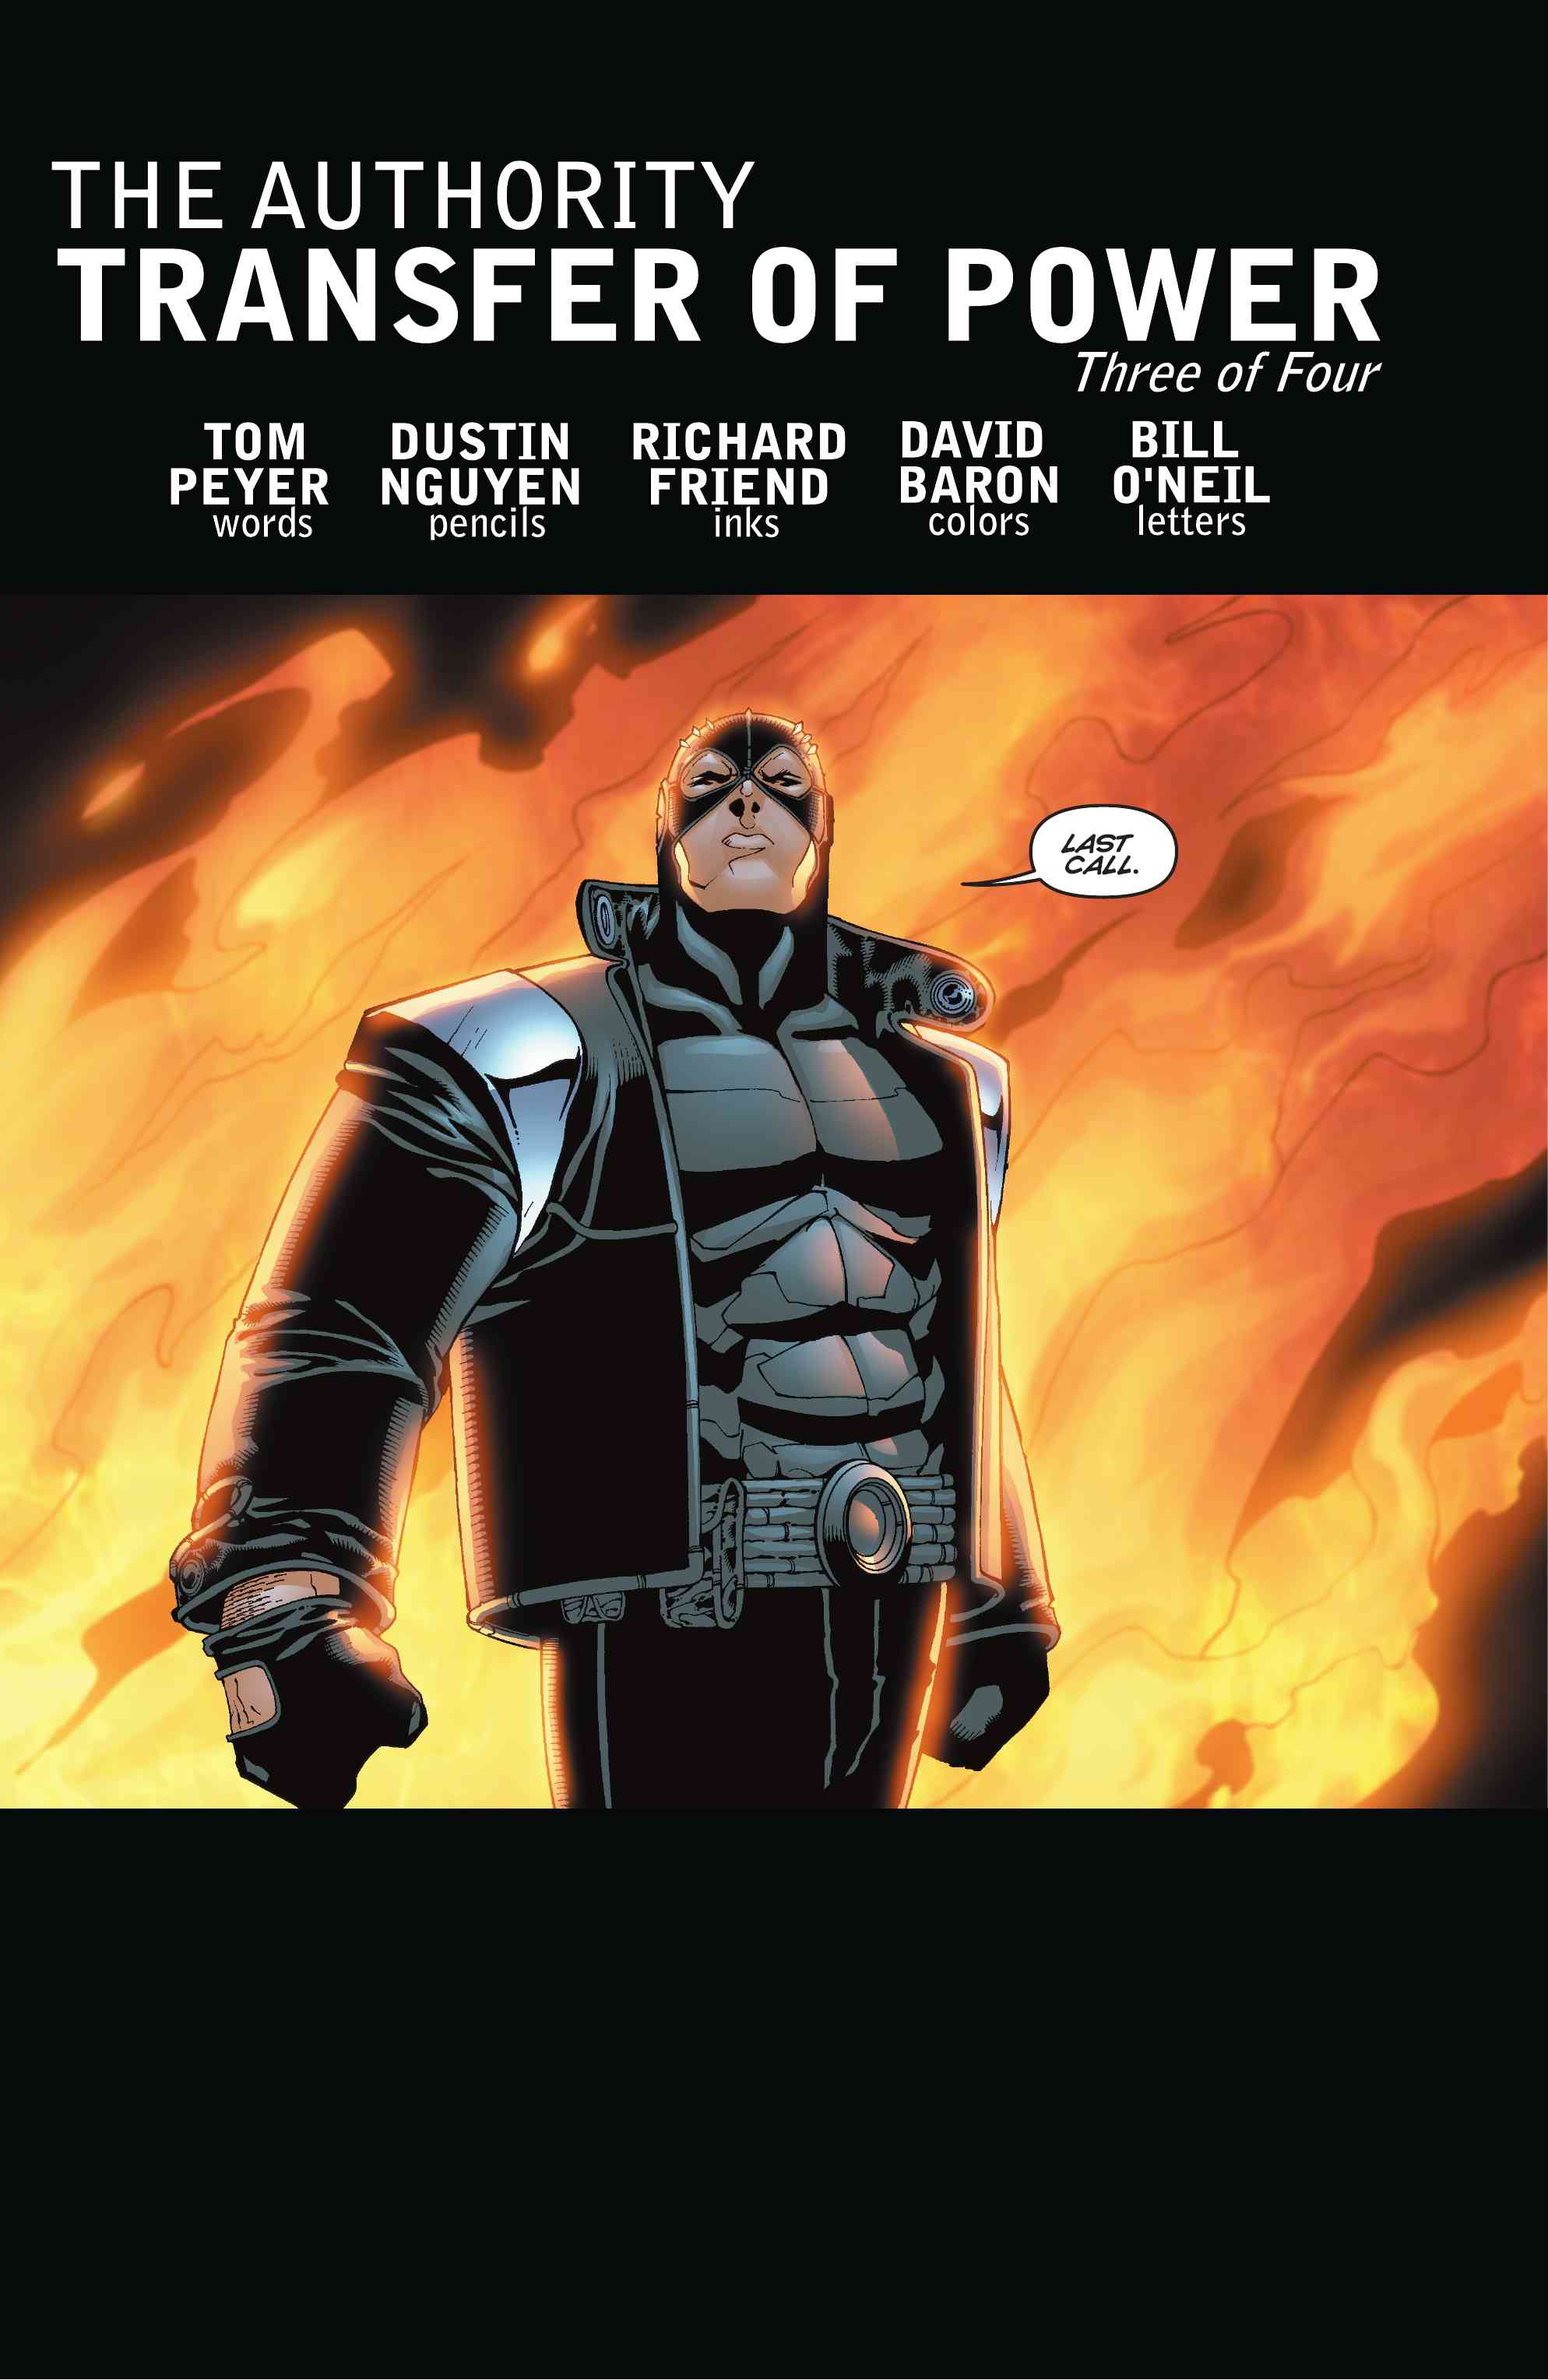 THE AUTHORITY
TRANSFER OF POWER
Three of Four
TOM PEYER words
DUSTIN NGUYEN pencils
RICHARD FRIEND inks
DAVID BARON colors
BILL O'NEIL letters
LAST
CALL.